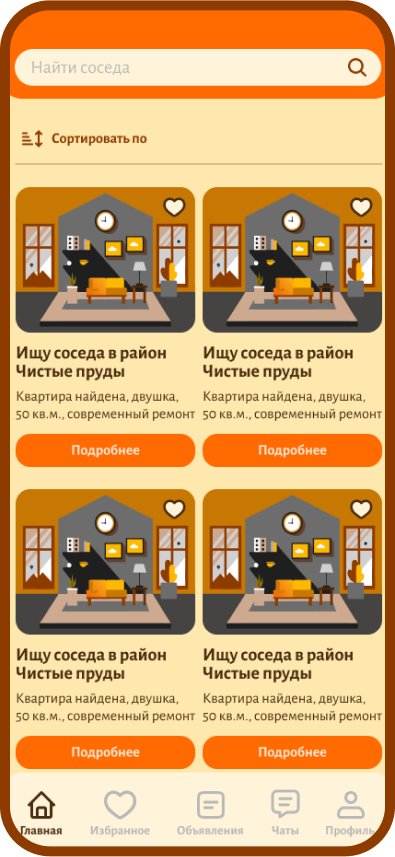 Найти соседа
Сортировать по
Ищу соседа в район
Чистые пруды
Квартира найдена, двушка,
50 кв.м., современный ремонт
Подробнее
Ищу соседа в район
Чистые пруды
Квартира найдена, двушка,
50 кв.м., современный ремонт
Подробнее
Ищу соседа в район
Чистые пруды
Квартира найдена, двушка,
50 кв.м., современный ремонт
Подробнее
Ищу соседа в район
Чистые пруды
Квартира найдена, двушка,
50 кв.м., современный ремонт
Подробнее
Главная
Избранное
Объявления
Чаты
Профиль